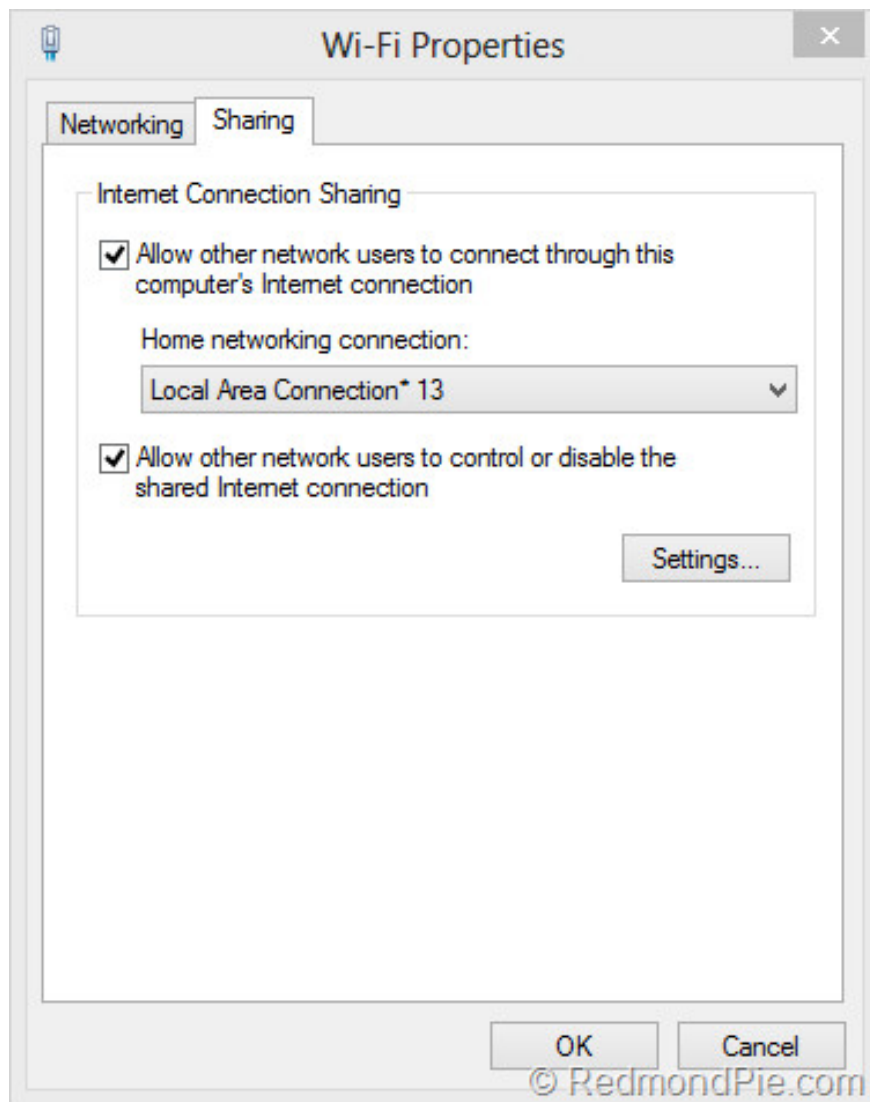 Wi-Fi Properties
Networking
Sharing
Internet Connection Sharing
Allow other network users to connect through this
computer's Internet connection
Home networking connection:
Local Area Connection* 13
Allow other network users to control or disable the
shared Internet connection
Settings...
OK
Cancel
© RedmondPie.com